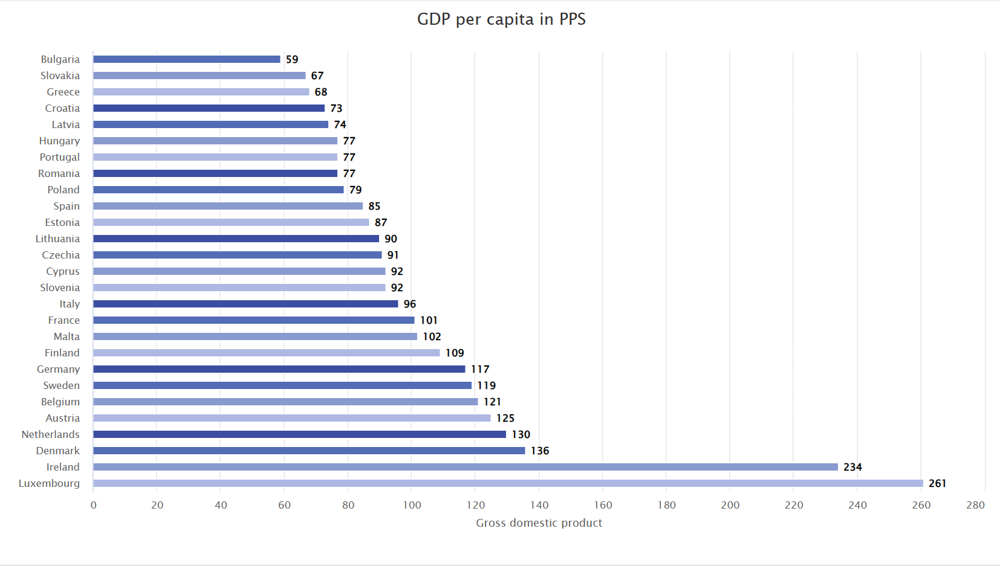 GDP per capita in PPS
Bulgaria 59
Slovakia 67
Greece 68
Croatia 73
Latvia 74
Hungary 77
Portugal 77
Romania 77
Poland 79
Spain 85
Estonia 87
Lithuania 90
Czechia 91
Cyprus 92
Slovenia 92
Italy 96
France 101
Malta 102
Finland 109
Germany 117
Sweden 119
Belgium 121
Austria 125
Netherlands 130
Denmark 136
Ireland 234
Luxembourg 261
0 20 40 60 80 100 120 140 160 180 200 220 240 260 280
Gross domestic product